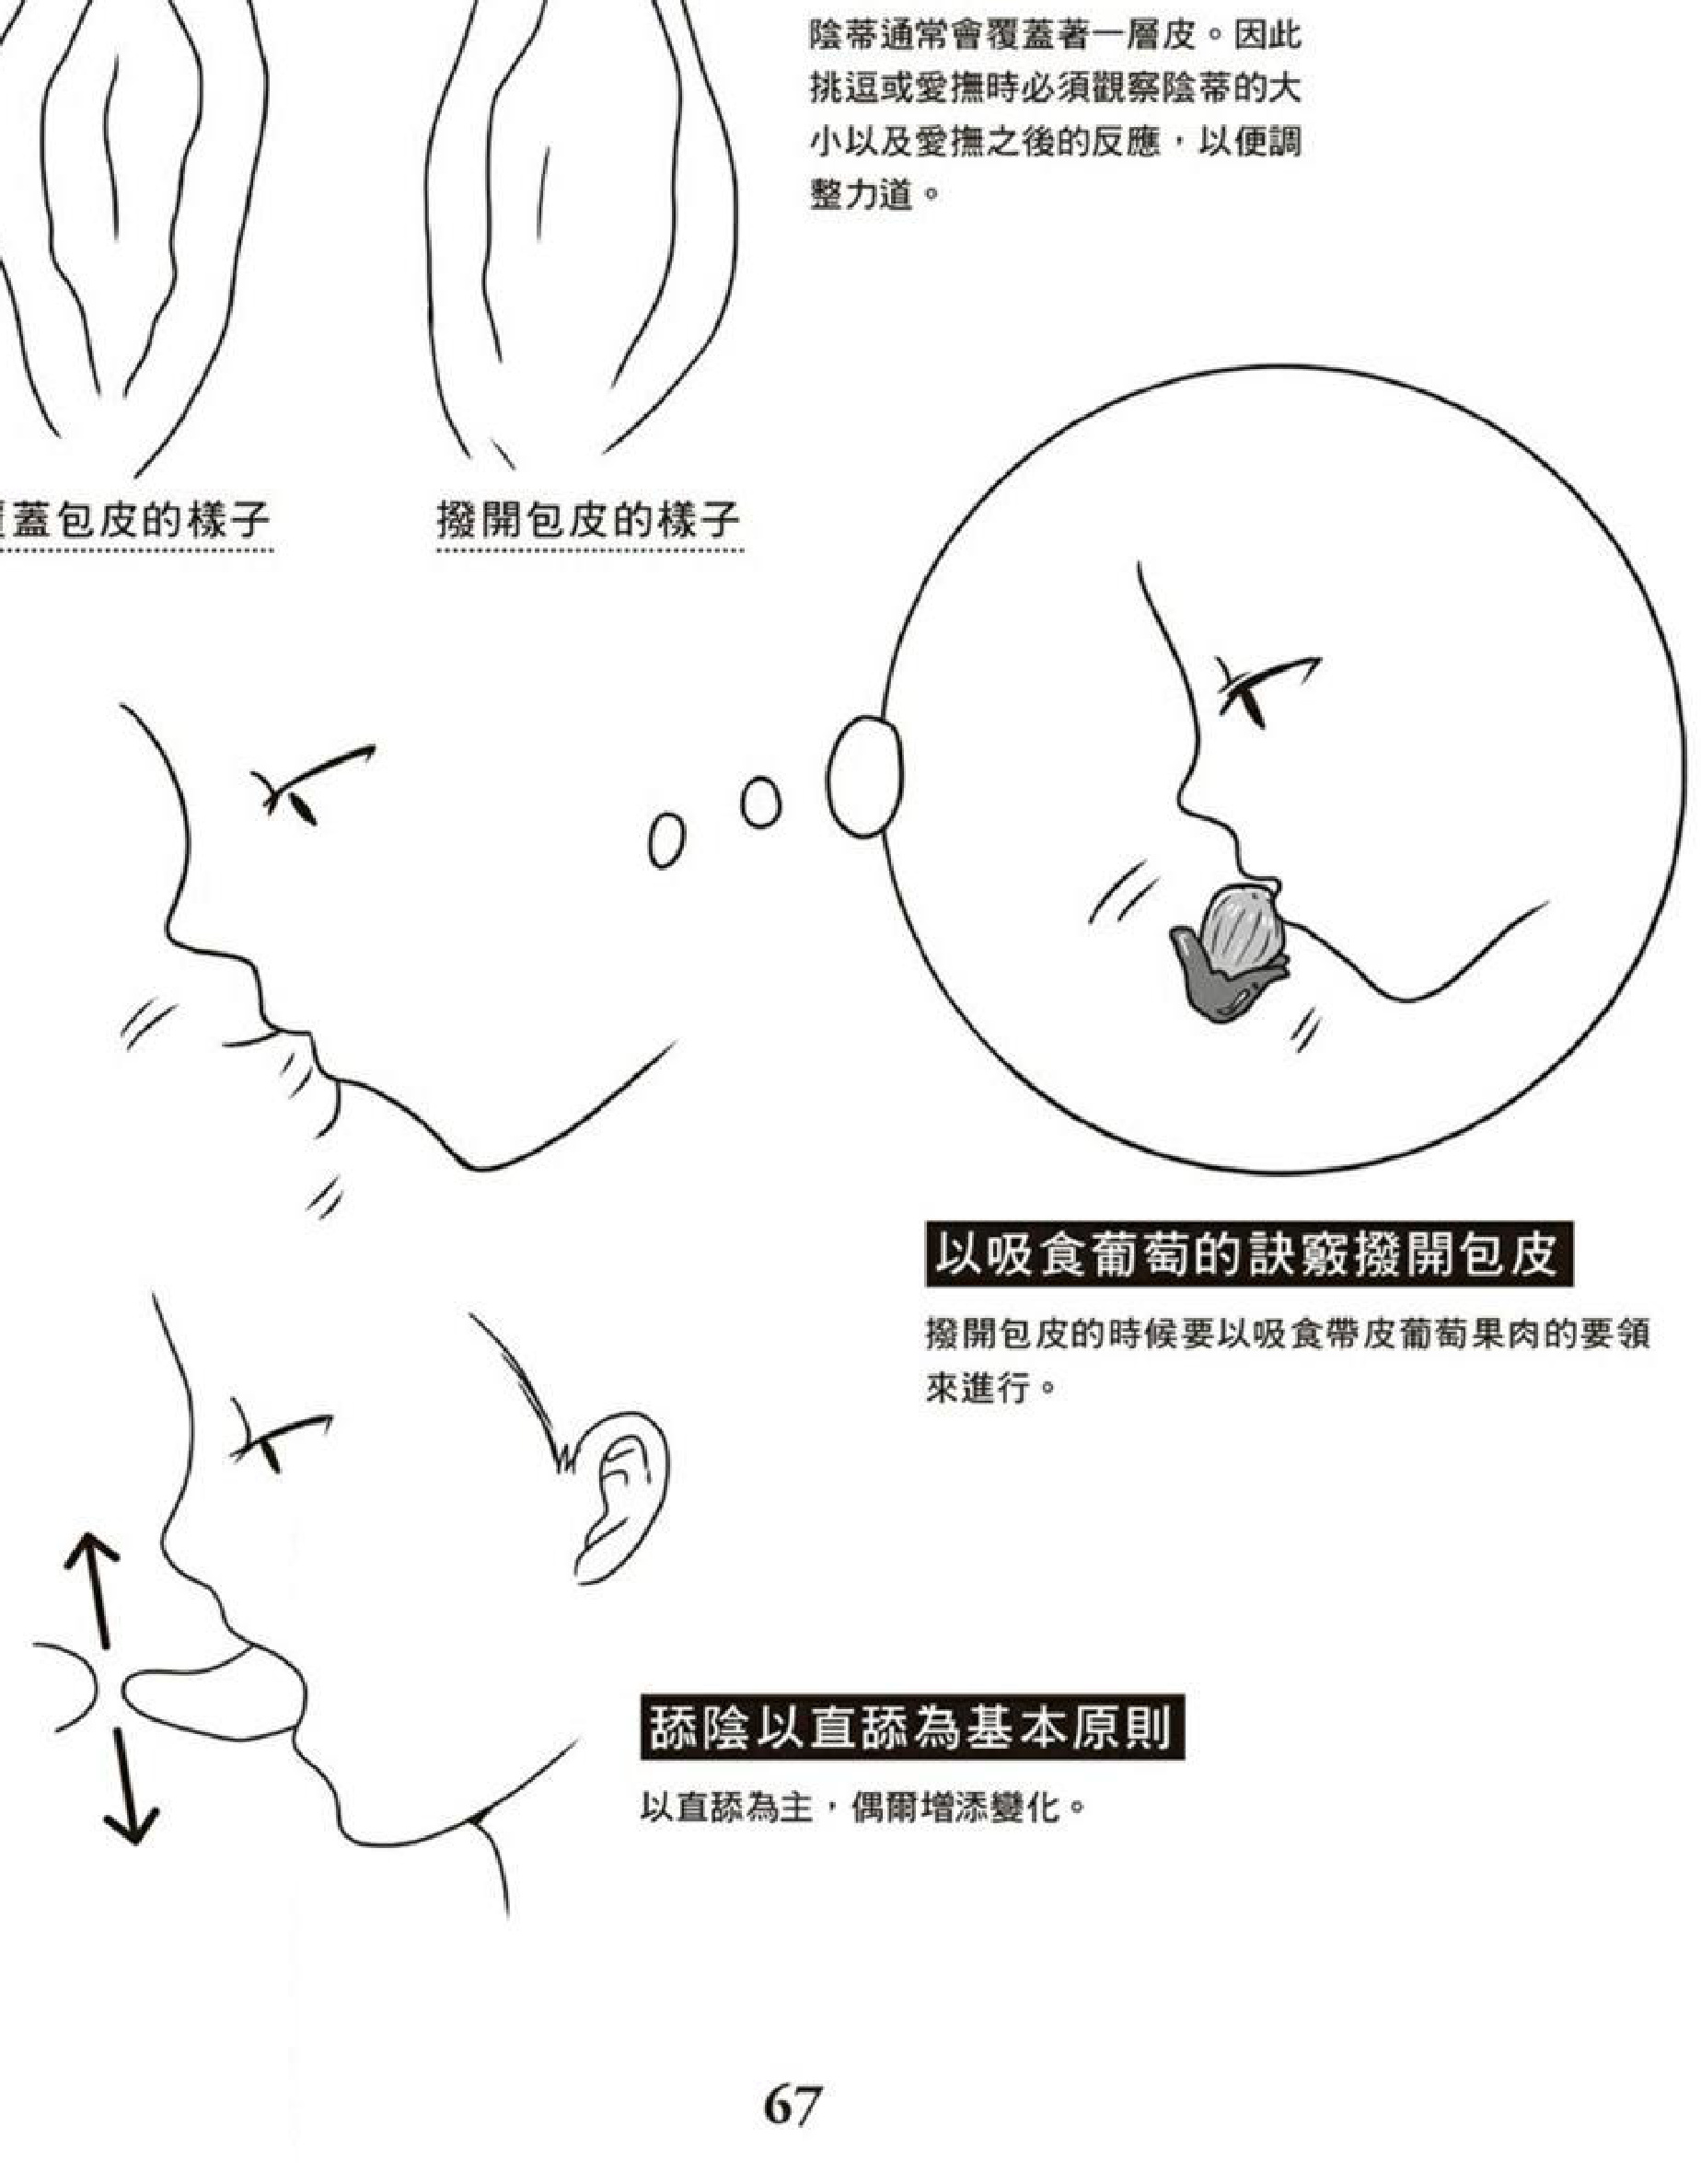 陰蒂通常會覆蓋著一層皮。因此
挑逗或愛撫時必須觀察陰蒂的大
小以及愛撫之後的反應，以便調
整力道。
蓋包皮的樣子
撥開包皮的樣子
以吸食葡萄的訣竅撥開包皮
撥開包皮的時候要以吸食帶皮葡萄果肉的要領
來進行。
舔陰以直舔為基本原則
以直舔為主，偶爾增添變化。
67